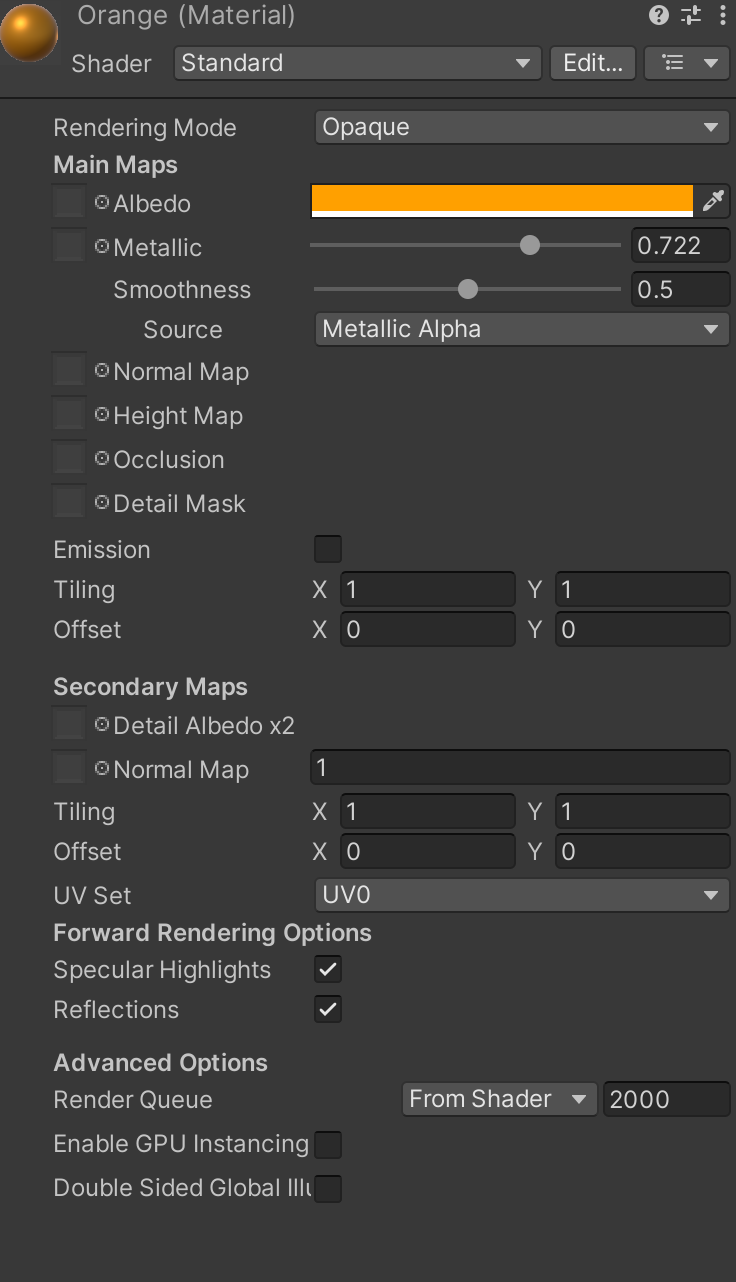 Orange (Material)
Shader Standard Edit...
Rendering Mode Opaque
Main Maps
Albedo
Metallic 0.722
Smoothness 0.5
Source Metallic Alpha
Normal Map
Height Map
Occlusion
Detail Mask
Emission
Tiling X 1 Y 1
Offset X 0 Y 0
Secondary Maps
Detail Albedo x2
Normal Map 1
Tiling X 1 Y 1
Offset X 0 Y 0
UV Set UV0
Forward Rendering Options
Specular Highlights
Reflections
Advanced Options
Render Queue From Shader 2000
Enable GPU Instancing
Double Sided Global Illu